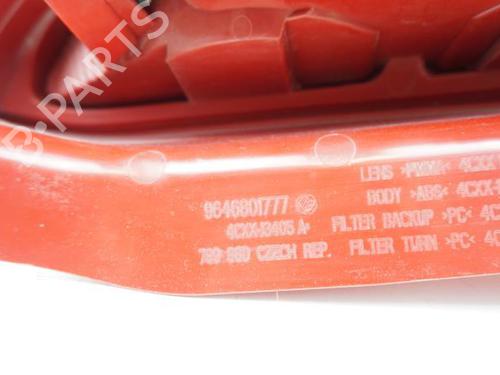 LENS >PMMA< 4CXX
9646801777 BODY >ABS< 4CXX
4CXX-13405 A FILTER BACKUP >PC< 4C
CZECH REP. FILTER TURN >PC< 4C